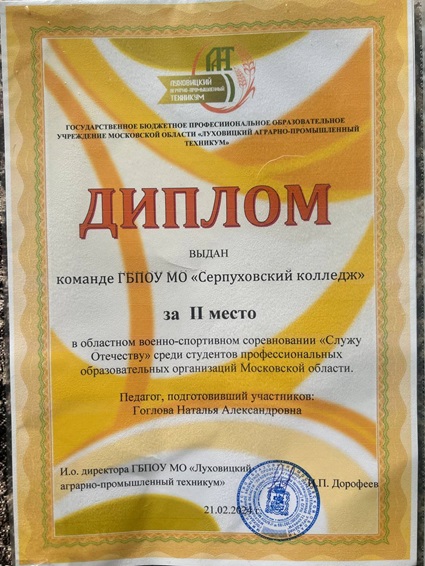 ЛУХОВИЦКИЙ
АГРАРНО-ПРОМЫШЛЕННЫЙ
ТЕХНИКУМ
ГОСУДАРСТВЕННОЕ БЮДЖЕТНОЕ ПРОФЕССИОНАЛЬНОЕ ОБРАЗОВАТЕЛЬНОЕ
УЧРЕЖДЕНИЕ МОСКОВСКОЙ ОБЛАСТИ «ЛУХОВИЦКИЙ АГРАРНО-ПРОМЫШЛЕННЫЙ
ТЕХНИКУМ»
ДИПЛОМ
ВЫДАН
команде ГБПОУ МО «Серпуховский колледж»
за II место
в областном военно-спортивном соревновании «Служу
Отечеству» среди студентов профессиональных
образовательных организаций Московской области.
Педагог, подготовивший участников:
Гоглова Наталья Александровна
И.о. директора ГБПОУ МО «Луховицкий
аграрно-промышленный техникум»
И.П. Дорофеев
21.02.2024 г.